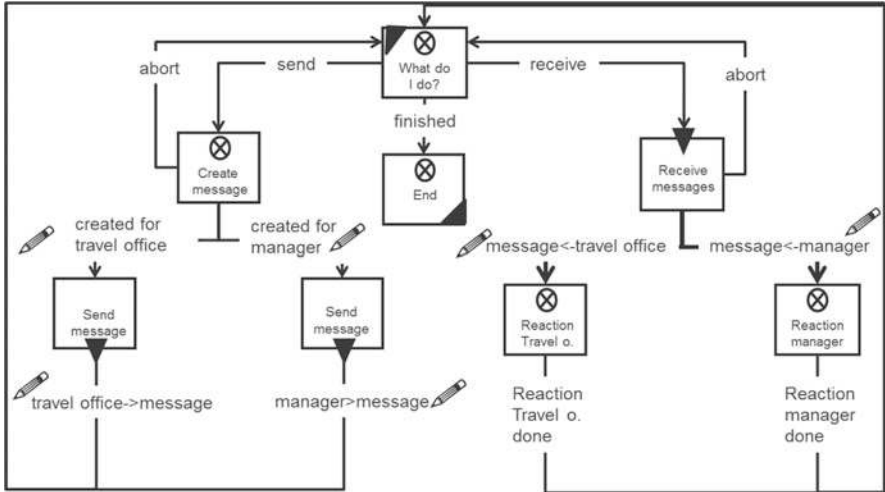 What do
I do?
abort
send
receive
abort
finished
Create
message
End
Receive
messages
created for
travel office
created for
manager
message<-travel office
message<-manager
Send
message
Send
message
Reaction
Travel o.
Reaction
manager
travel office->message
manager>message
Reaction
Travel o.
done
Reaction
manager
done